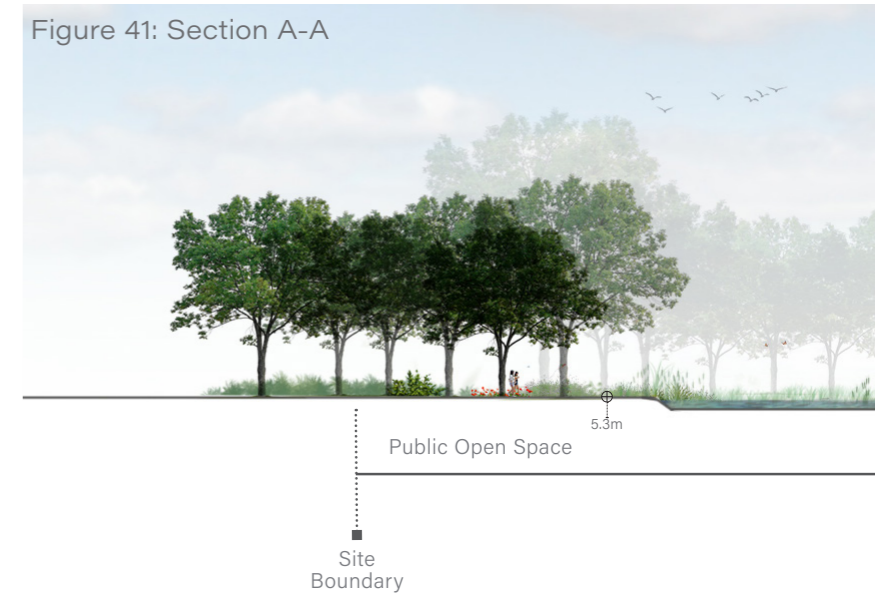 Figure 41: Section A-A
5.3m
Public Open Space
Site
Boundary